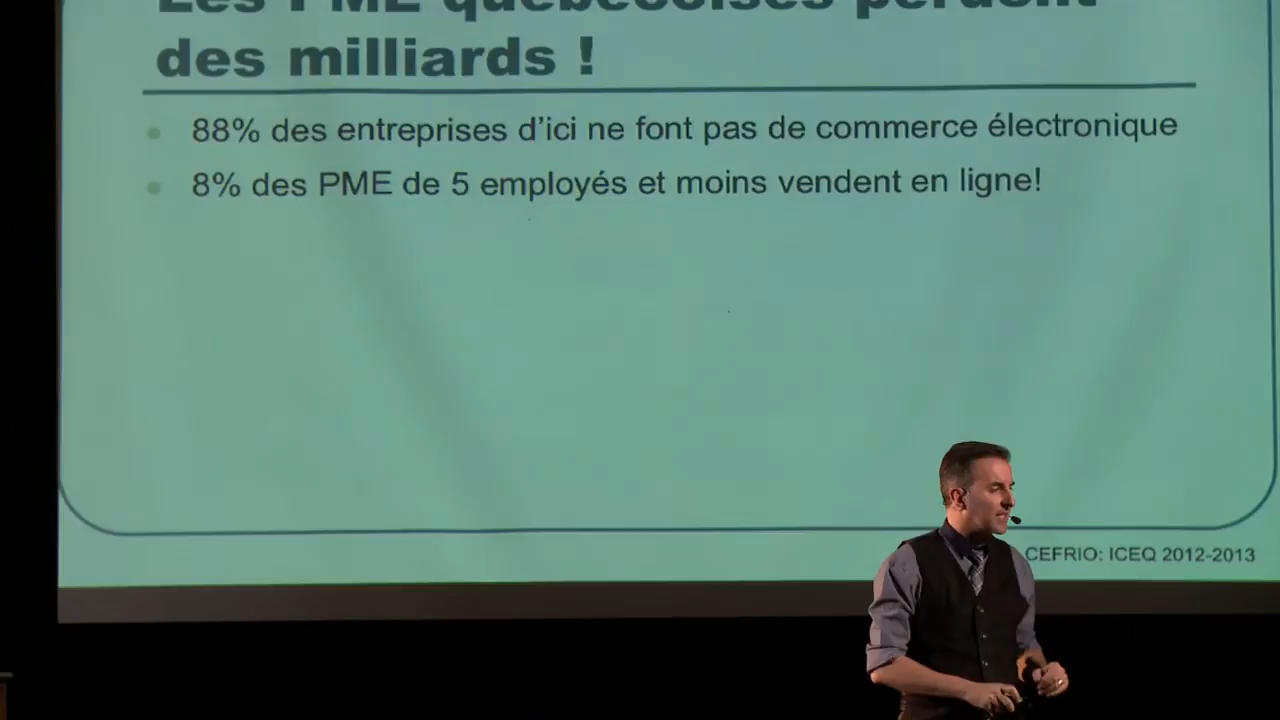 Les PME québécoises perdent
des milliards !
88% des entreprises d'ici ne font pas de commerce électronique
8% des PME de 5 employés et moins vendent en ligne!
CEFRIO: ICEQ 2012-2013